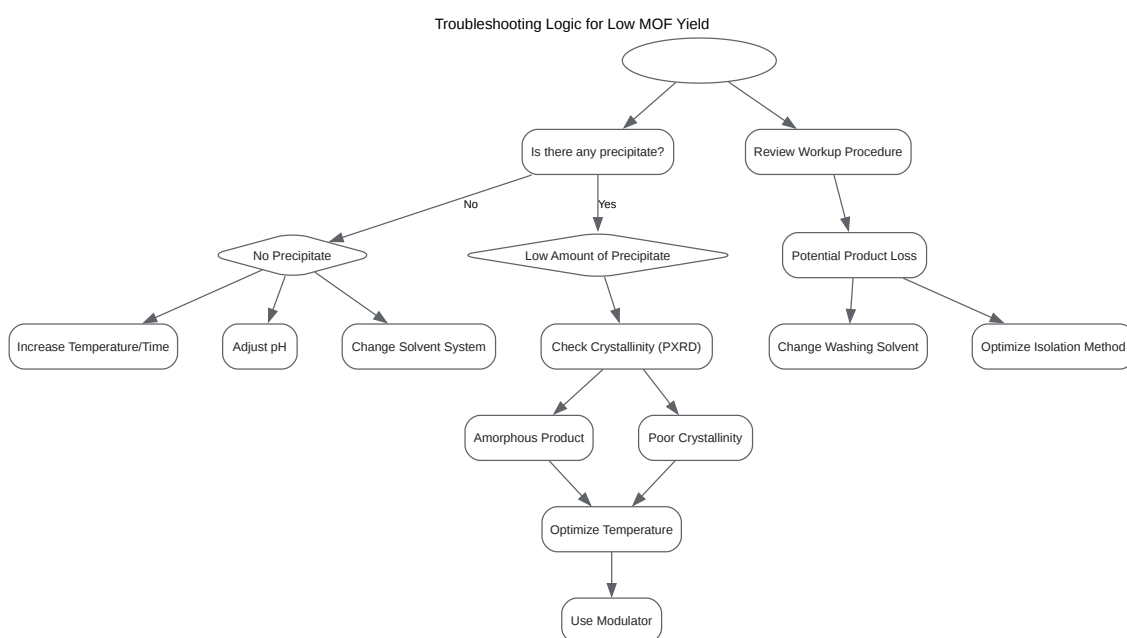 Troubleshooting Logic for Low MOF Yield
Is there any precipitate?
Review Workup Procedure
No
Yes
No Precipitate
Low Amount of Precipitate
Potential Product Loss
Increase Temperature/Time
Adjust pH
Change Solvent System
Check Crystallinity (PXRD)
Change Washing Solvent
Optimize Isolation Method
Amorphous Product
Poor Crystallinity
Optimize Temperature
Use Modulator